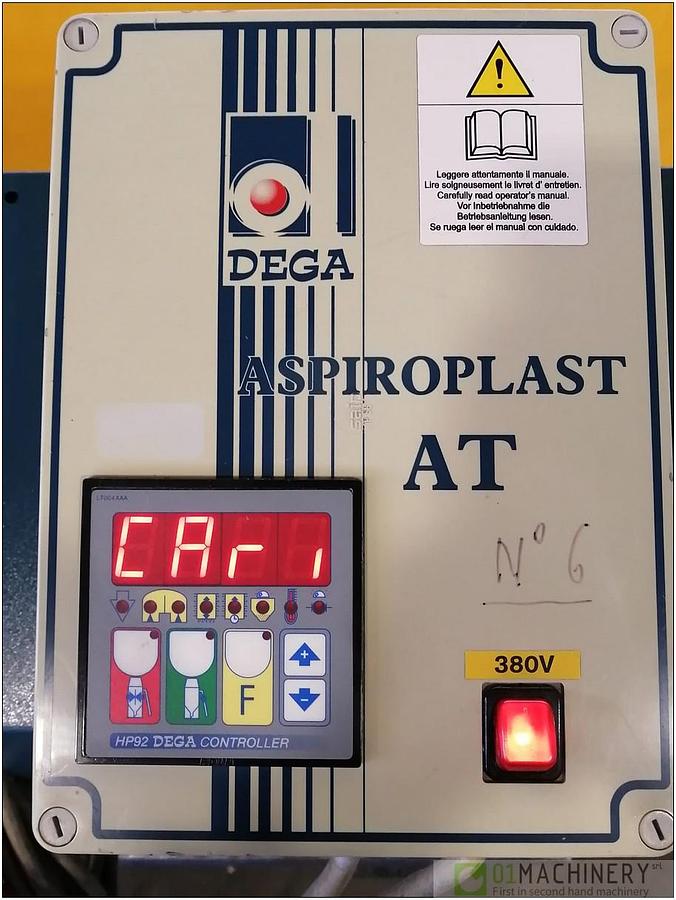 Leggere attentamente il manuale.
Lire soigneusement le livret d' entretien.
Carefully read operator's manual.
Vor Inbetriebnahme die
Betriebsanleitung lesen.
Se ruega leer el manual con cuidado.
DEGA
ASPIROPLAST
AT
CAri
N° 6
F
+
-
HP92 DEGA CONTROLLER
380V
01MACHINERY srl
First in second hand machinery